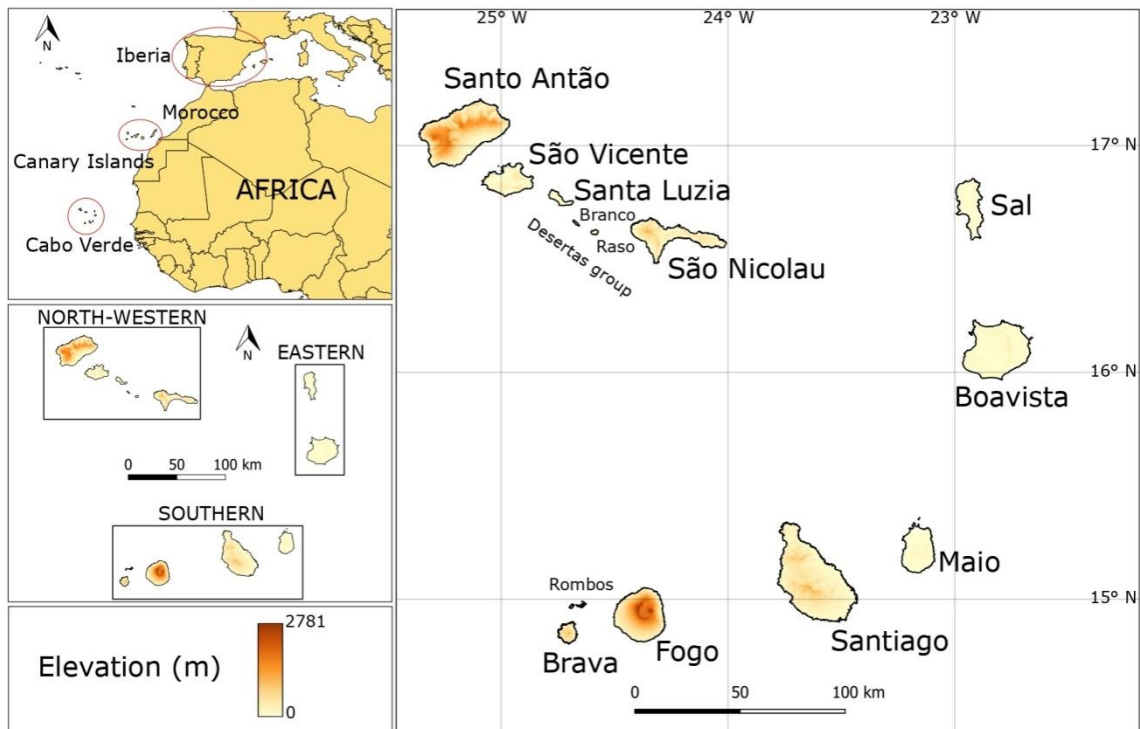 N
Iberia
Morocco
Canary Islands
AFRICA
Cabo Verde
NORTH-WESTERN
N
EASTERN
0 50 100 km
SOUTHERN
2781
Elevation (m)
0
25° W 24° W 23° W
Santo Antão
17° N
São Vicente
Santa Luzia
Branco
Sal
Desertas group
Raso
São Nicolau
16° N
Boavista
Maio
Rombos
15° N
Santiago
Brava
Fogo
0 50 100 km